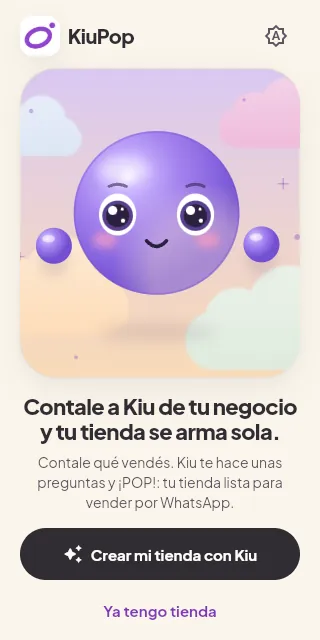 KiuPop
A
Contale a Kiu de tu negocio
y tu tienda se arma sola.
Contale qué vendés. Kiu te hace unas
preguntas y ¡POP!: tu tienda lista para
vender por WhatsApp.
Crear mi tienda con Kiu
Ya tengo tienda